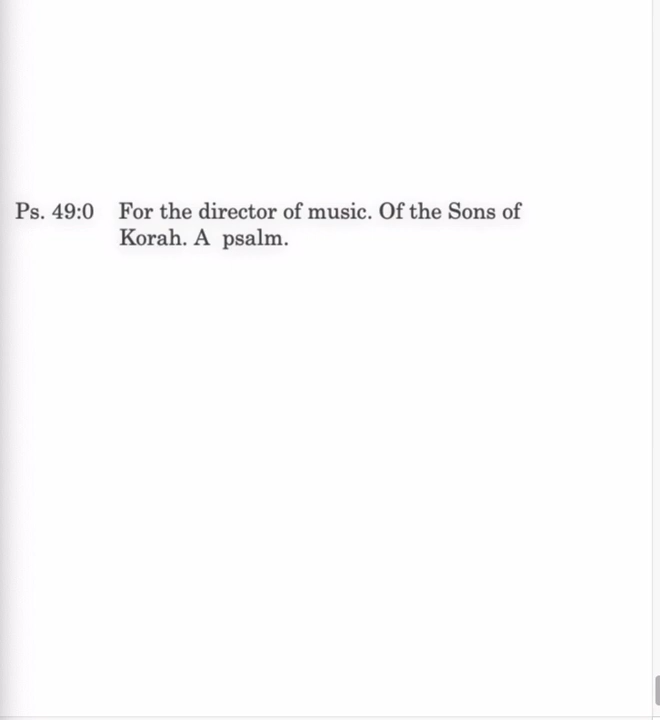 Ps. 49:0 For the director of music. Of the Sons of
Korah. A psalm.